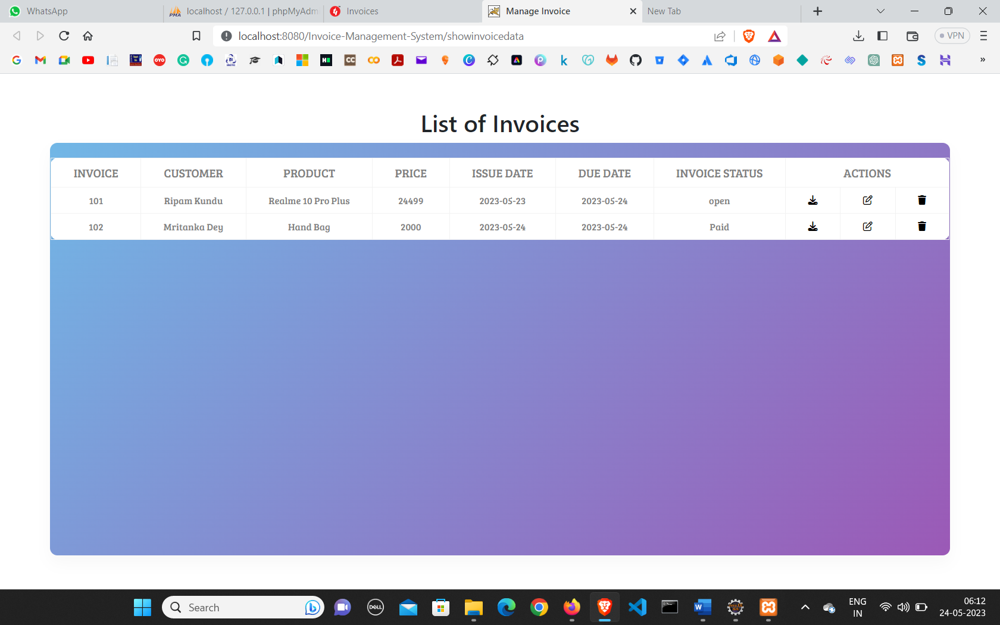 WhatsApp
localhost / 127.0.0.1 | phpMyAdm
Invoices
Manage Invoice
New Tab
localhost:8080/Invoice-Management-System/showinvoicedata
VPN
List of Invoices
INVOICE CUSTOMER PRODUCT PRICE ISSUE DATE DUE DATE INVOICE STATUS ACTIONS
101 Ripam Kundu Realme 10 Pro Plus 24499 2023-05-23 2023-05-24 open
102 Mritanka Dey Hand Bag 2000 2023-05-24 2023-05-24 Paid
Search
ENG
IN
06:12
24-05-2023